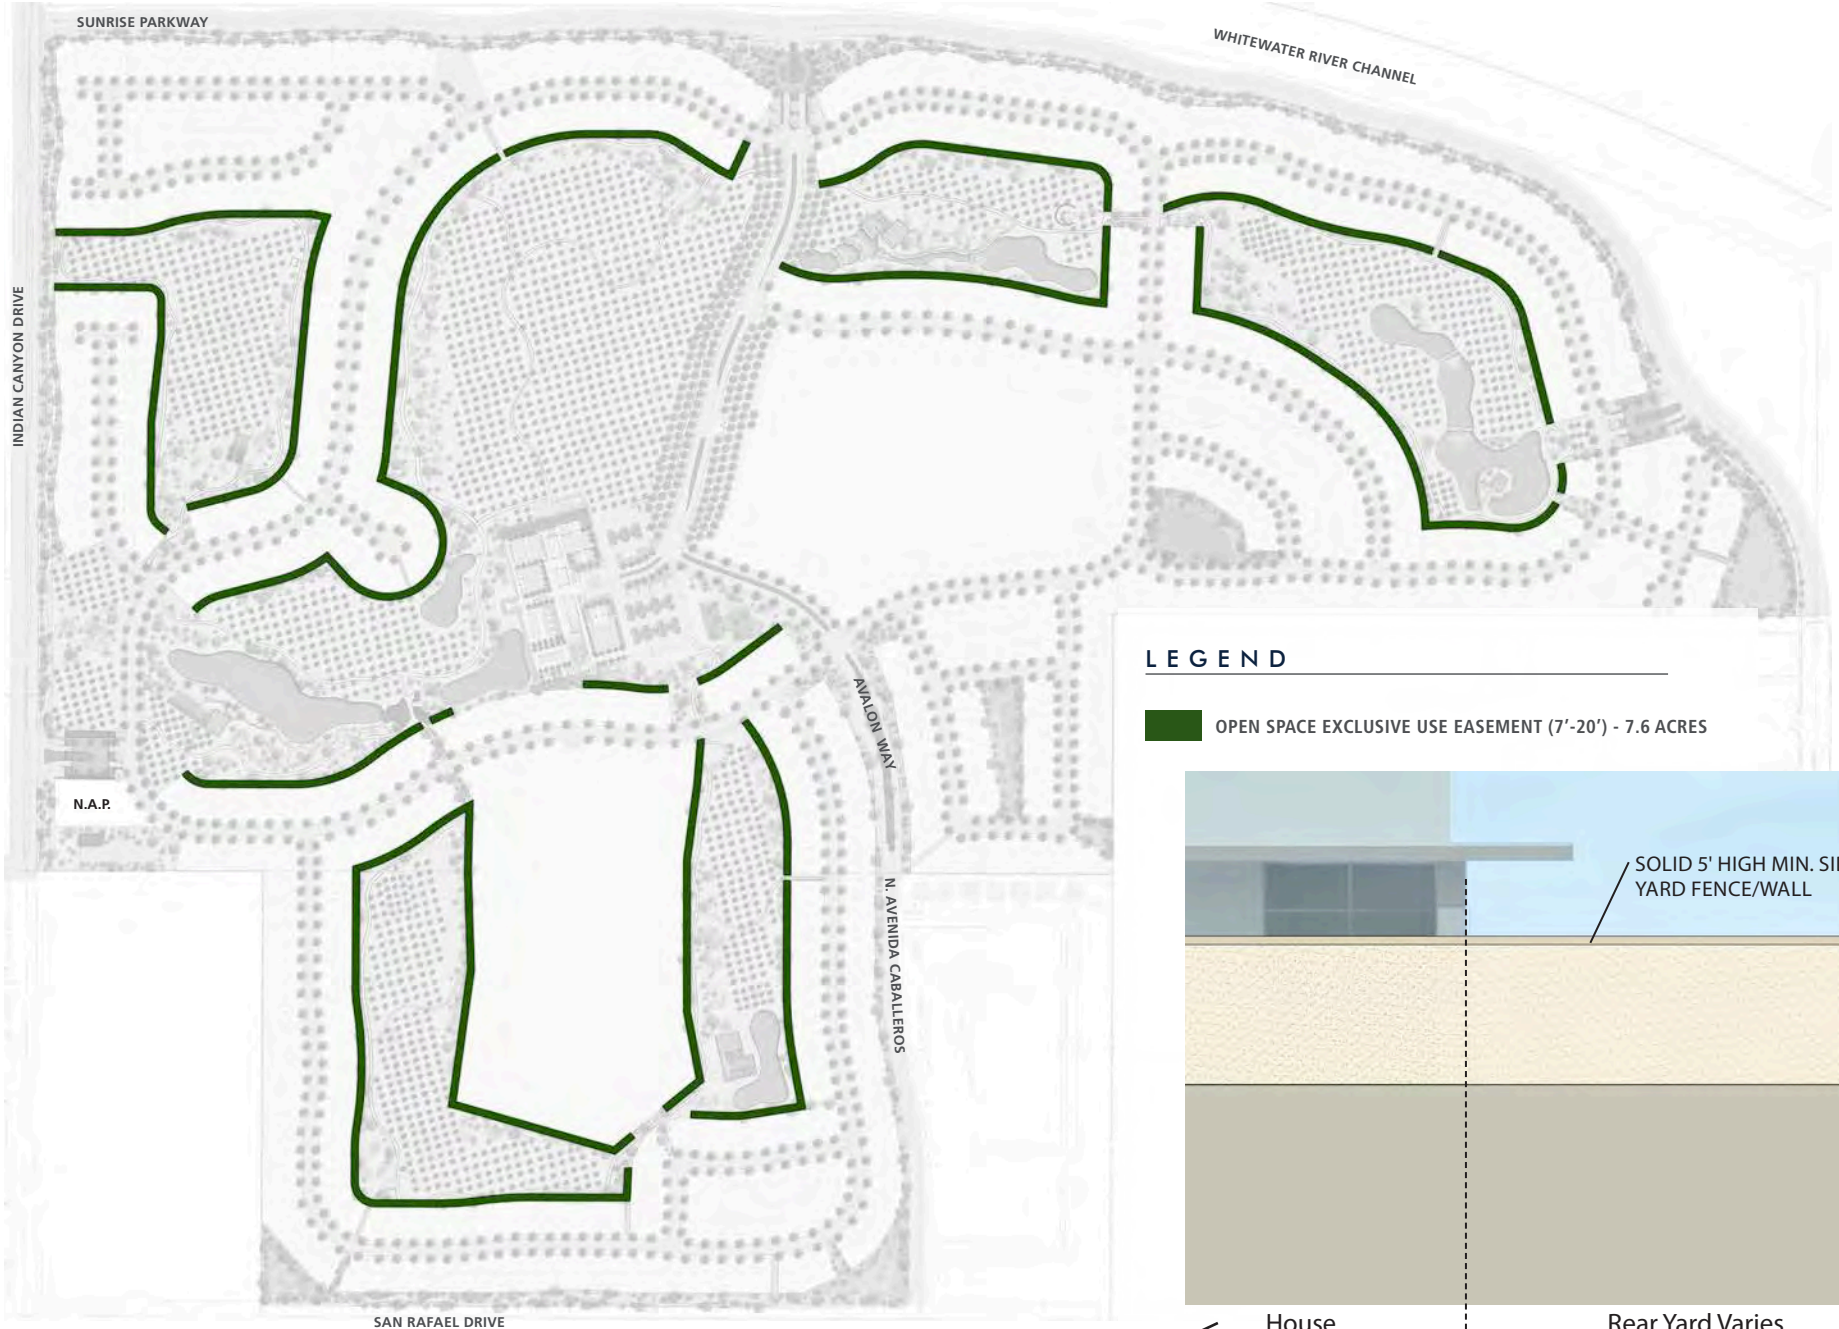 SUNRISE PARKWAY
WHITEWATER RIVER CHANNEL
INDIAN CANYON DRIVE
LEGEND
AVALON WAY
OPEN SPACE EXCLUSIVE USE EASEMENT (7'-20') - 7.6 ACRES
N.A.P.
SOLID 5' HIGH MIN.
YARD FENCE/WALL
N. AVENIDA CABALLEROS
House
Rear Yard Varies
SAN RAFAEL DRIVE